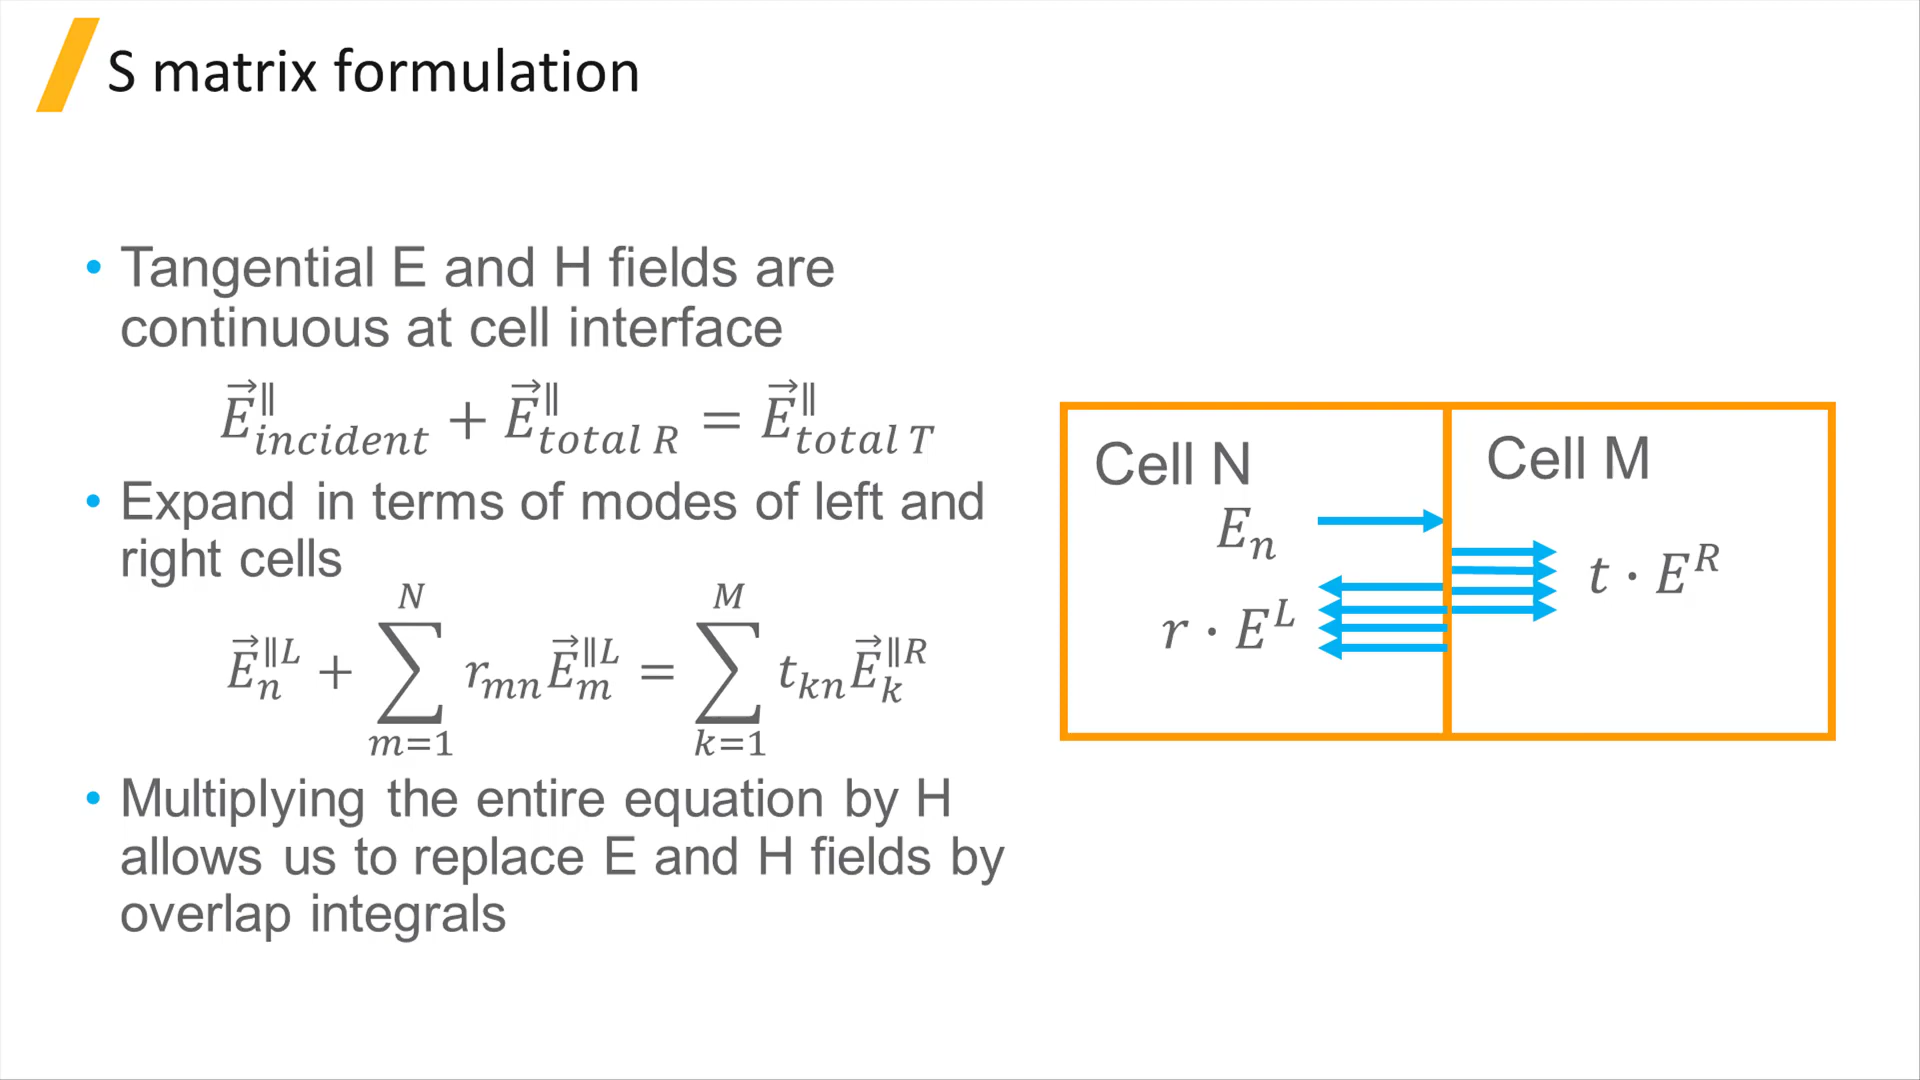 S matrix formulation
• Tangential E and H fields are
continuous at cell interface
$\vec{E}^{\parallel}_{incident} + \vec{E}^{\parallel}_{total\ R} = \vec{E}^{\parallel}_{total\ T}$
• Expand in terms of modes of left and
right cells
$\vec{E}^{\parallel L}_{n} + \sum_{m=1}^{N} r_{mn} \vec{E}^{\parallel L}_{m} = \sum_{k=1}^{M} t_{kn} \vec{E}^{\parallel R}_{k}$
• Multiplying the entire equation by H
allows us to replace E and H fields by
overlap integrals
Cell N
$E_n$
$r \cdot E^L$
Cell M
$t \cdot E^R$